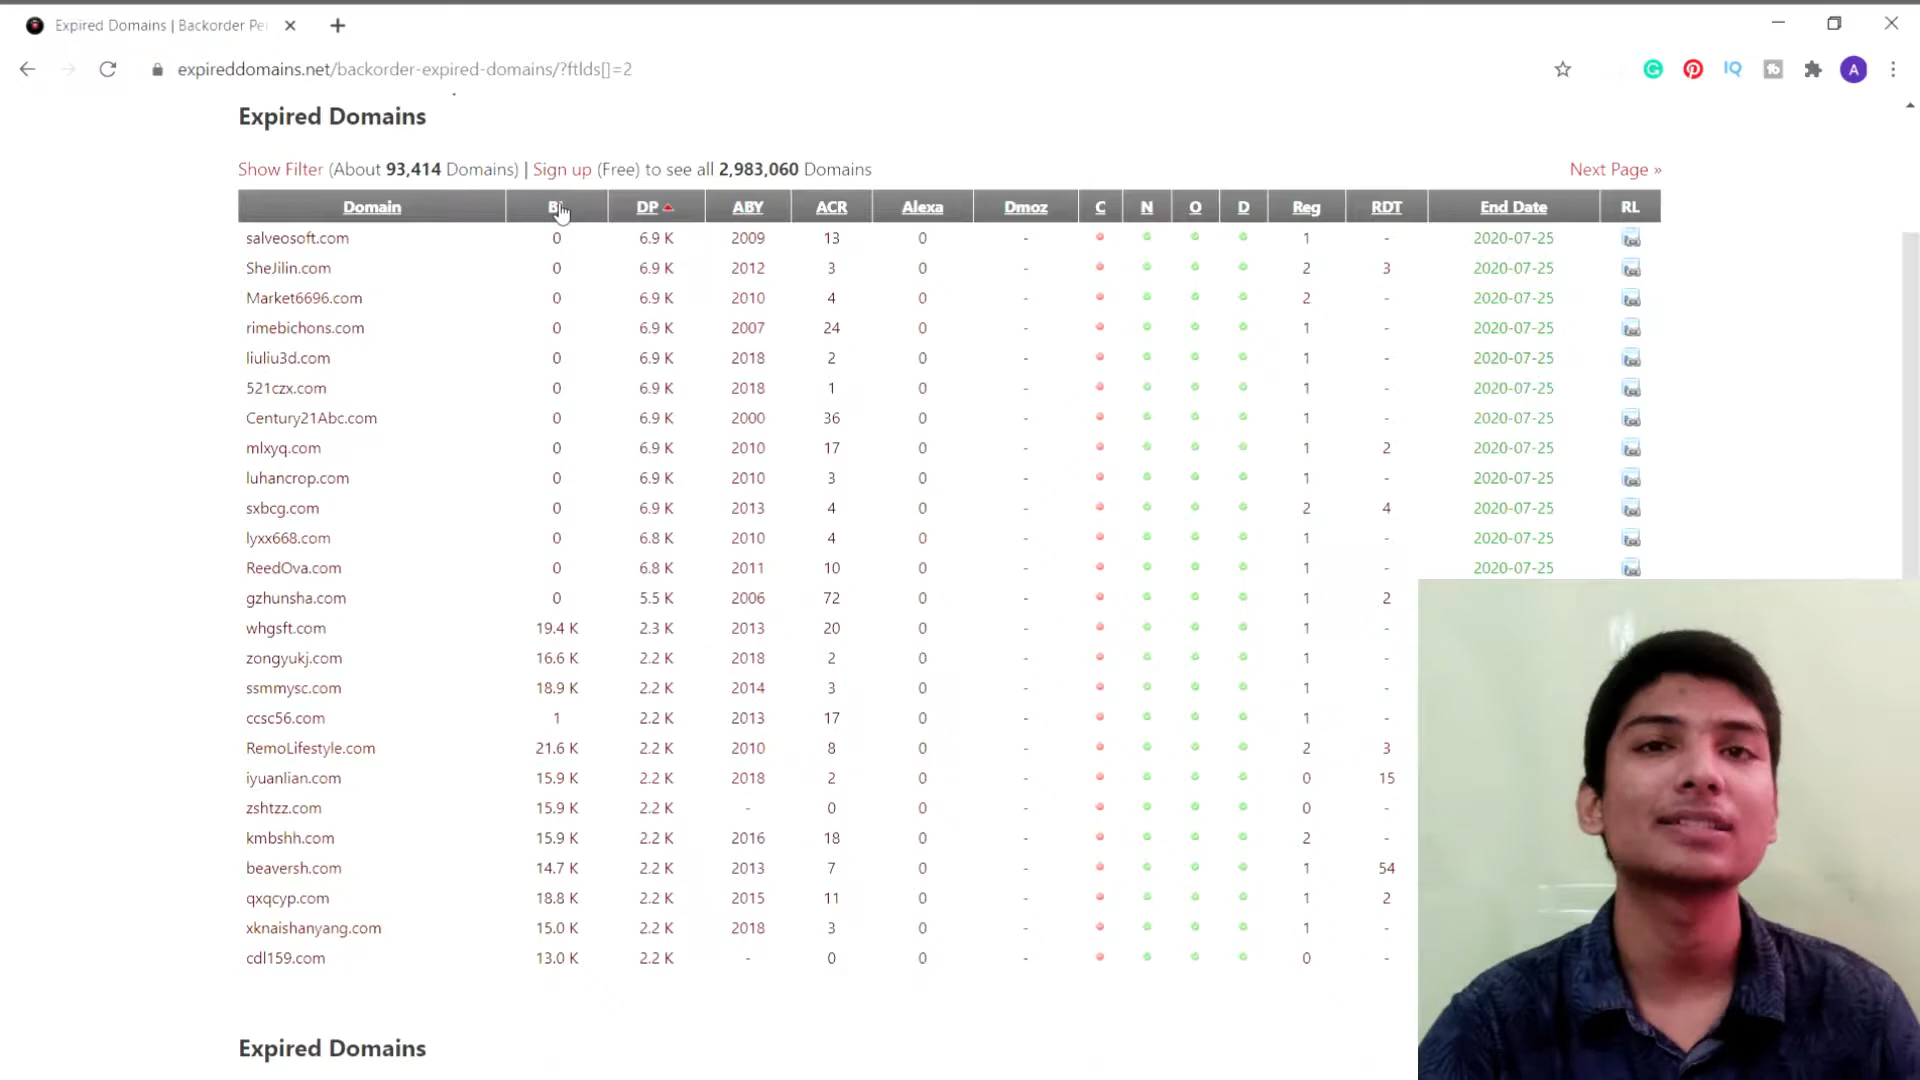 Expired Domains | Backorder Pe
expireddomains.net/backorder-expired-domains/?ftlds[]=2
IQ
A
Expired Domains
Show Filter (About 93,414 Domains) | Sign up (Free) to see all 2,983,060 Domains
Next Page »
Domain DP ABY ACR Alexa Dmoz C N O D Reg RDT End Date RL
salveosoft.com 0 6.9 K 2009 13 0 - 1 - 2020-07-25
SheJilin.com 0 6.9 K 2012 3 0 - 2 3 2020-07-25
Market6696.com 0 6.9 K 2010 4 0 - 2 - 2020-07-25
rimebichons.com 0 6.9 K 2007 24 0 - 1 - 2020-07-25
liuliu3d.com 0 6.9 K 2018 2 0 - 1 - 2020-07-25
521czx.com 0 6.9 K 2018 1 0 - 1 - 2020-07-25
Century21Abc.com 0 6.9 K 2000 36 0 - 1 - 2020-07-25
mlxyq.com 0 6.9 K 2010 17 0 - 1 2 2020-07-25
luhancrop.com 0 6.9 K 2010 3 0 - 1 - 2020-07-25
sxbcg.com 0 6.9 K 2013 4 0 - 2 4 2020-07-25
lyxx668.com 0 6.8 K 2010 4 0 - 1 - 2020-07-25
ReedOva.com 0 6.8 K 2011 10 0 - 1 - 2020-07-25
gzhunsha.com 0 5.5 K 2006 72 0 - 1 2
whgsft.com 19.4 K 2.3 K 2013 20 0 - 1 -
zongyukj.com 16.6 K 2.2 K 2018 2 0 - 1 -
ssmmysc.com 18.9 K 2.2 K 2014 3 0 - 1 -
ccsc56.com 1 2.2 K 2013 17 0 - 1 -
RemoLifestyle.com 21.6 K 2.2 K 2010 8 0 - 2 3
iyuanlian.com 15.9 K 2.2 K 2018 2 0 - 0 15
zshtzz.com 15.9 K 2.2 K - 0 0 - 0 -
kmbshh.com 15.9 K 2.2 K 2016 18 0 - 2 -
beaversh.com 14.7 K 2.2 K 2013 7 0 - 1 54
qxqcyp.com 18.8 K 2.2 K 2015 11 0 - 1 2
xknaishanyang.com 15.0 K 2.2 K 2018 3 0 - 1 -
cdl159.com 13.0 K 2.2 K - 0 0 - 0 -
Expired Domains